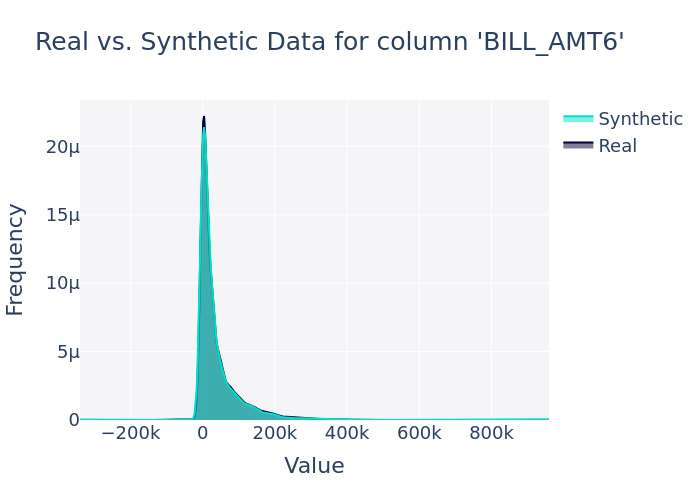 Real vs. Synthetic Data for column 'BILL_AMT6'
Synthetic
Real
Frequency
20μ
15μ
10μ
5μ
0
−200k
0
200k
400k
600k
800k
Value